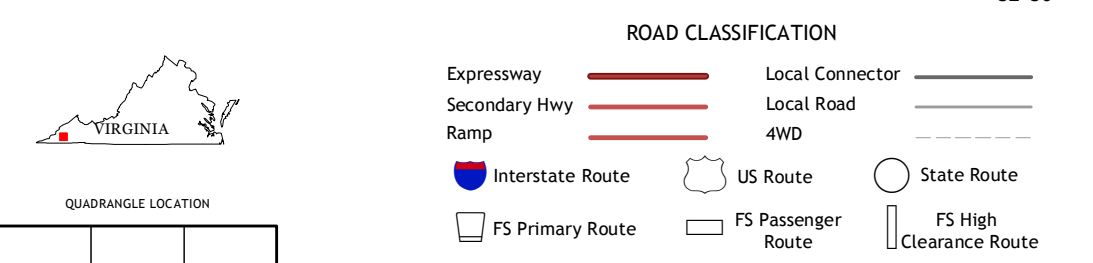 ROAD CLASSIFICATION
Expressway
Local Connector
Secondary Hwy
Local Road
Ramp
4WD
Interstate Route
US Route
State Route
FS Primary Route
FS Passenger
Route
FS High
Clearance Route
VIRGINIA
QUADRANGLE LOCATION